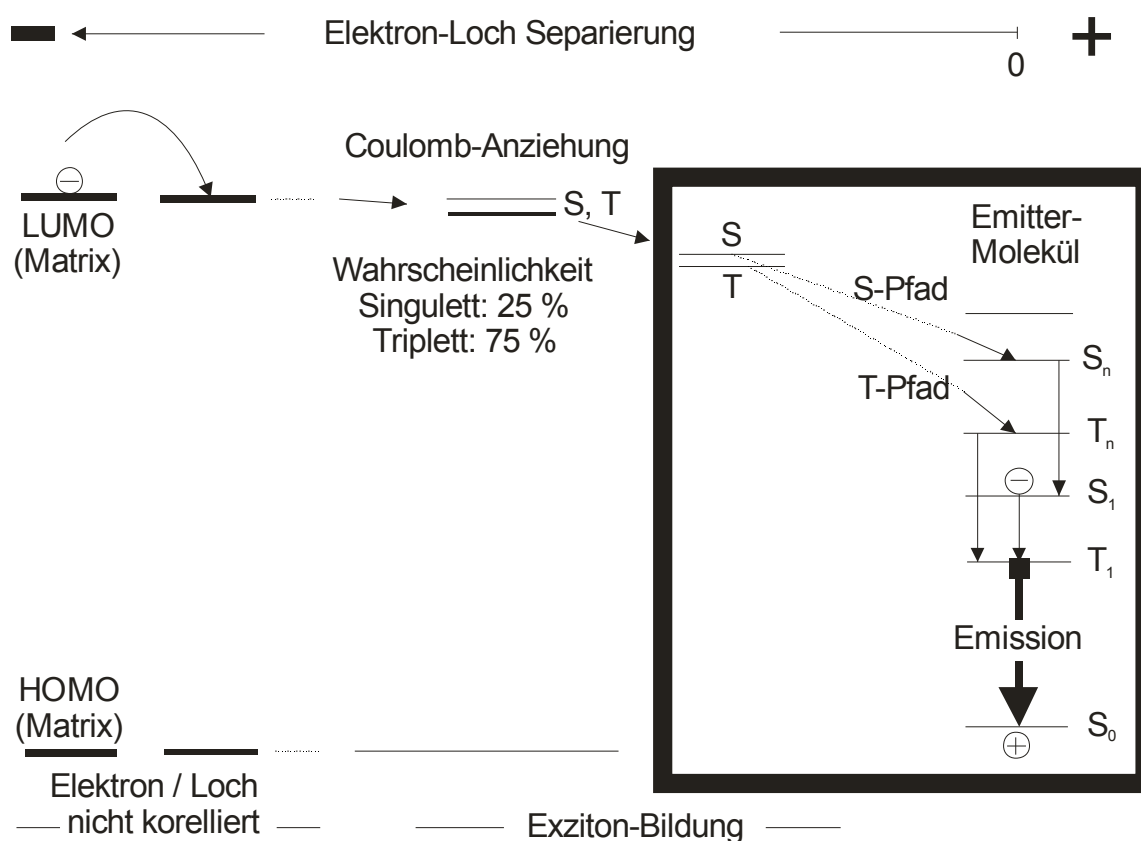 Elektron-Loch Separierung
0
+
Coulomb-Anziehung
−
LUMO
(Matrix)
S, T
Wahrscheinlichkeit
Singulett: 25 %
Triplett: 75 %
Emitter-
Molekül
S
T
S-Pfad
T-Pfad
Sₙ
Tₙ
−
S₁
T₁
Emission
S₀
+
HOMO
(Matrix)
Elektron / Loch
nicht korelliert
Exziton-Bildung